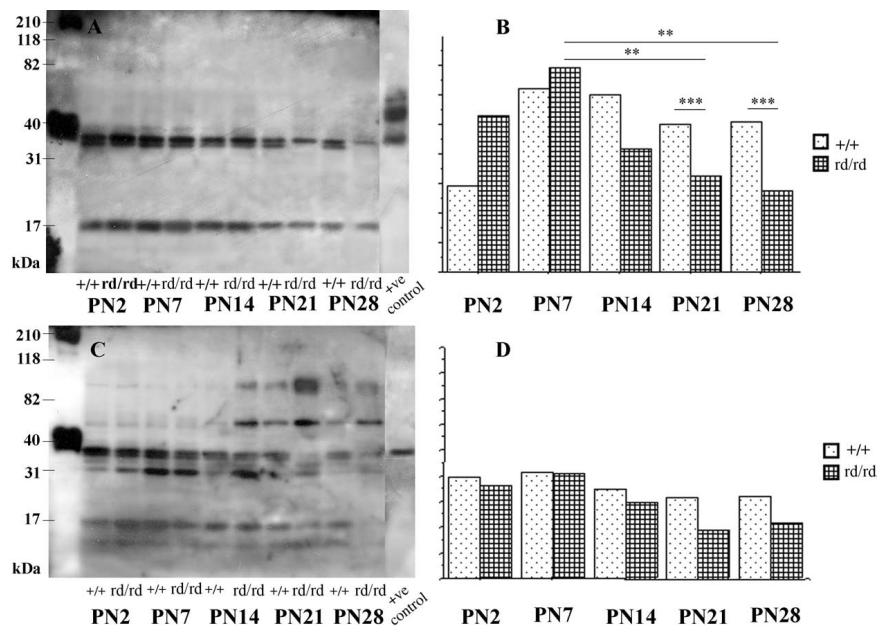 A
210
118
82
40
31
17
kDa
+/+ rd/rd +/+ rd/rd +/+ rd/rd +/+ rd/rd +/+ rd/rd +ve control
PN2 PN7 PN14 PN21 PN28
B
**
**
*** ***
+/+
rd/rd
PN2 PN7 PN14 PN21 PN28
C
210
118
82
40
31
17
kDa
+/+ rd/rd +/+ rd/rd +/+ rd/rd +/+ rd/rd +/+ rd/rd +ve control
PN2 PN7 PN14 PN21 PN28
D
+/+
rd/rd
PN2 PN7 PN14 PN21 PN28